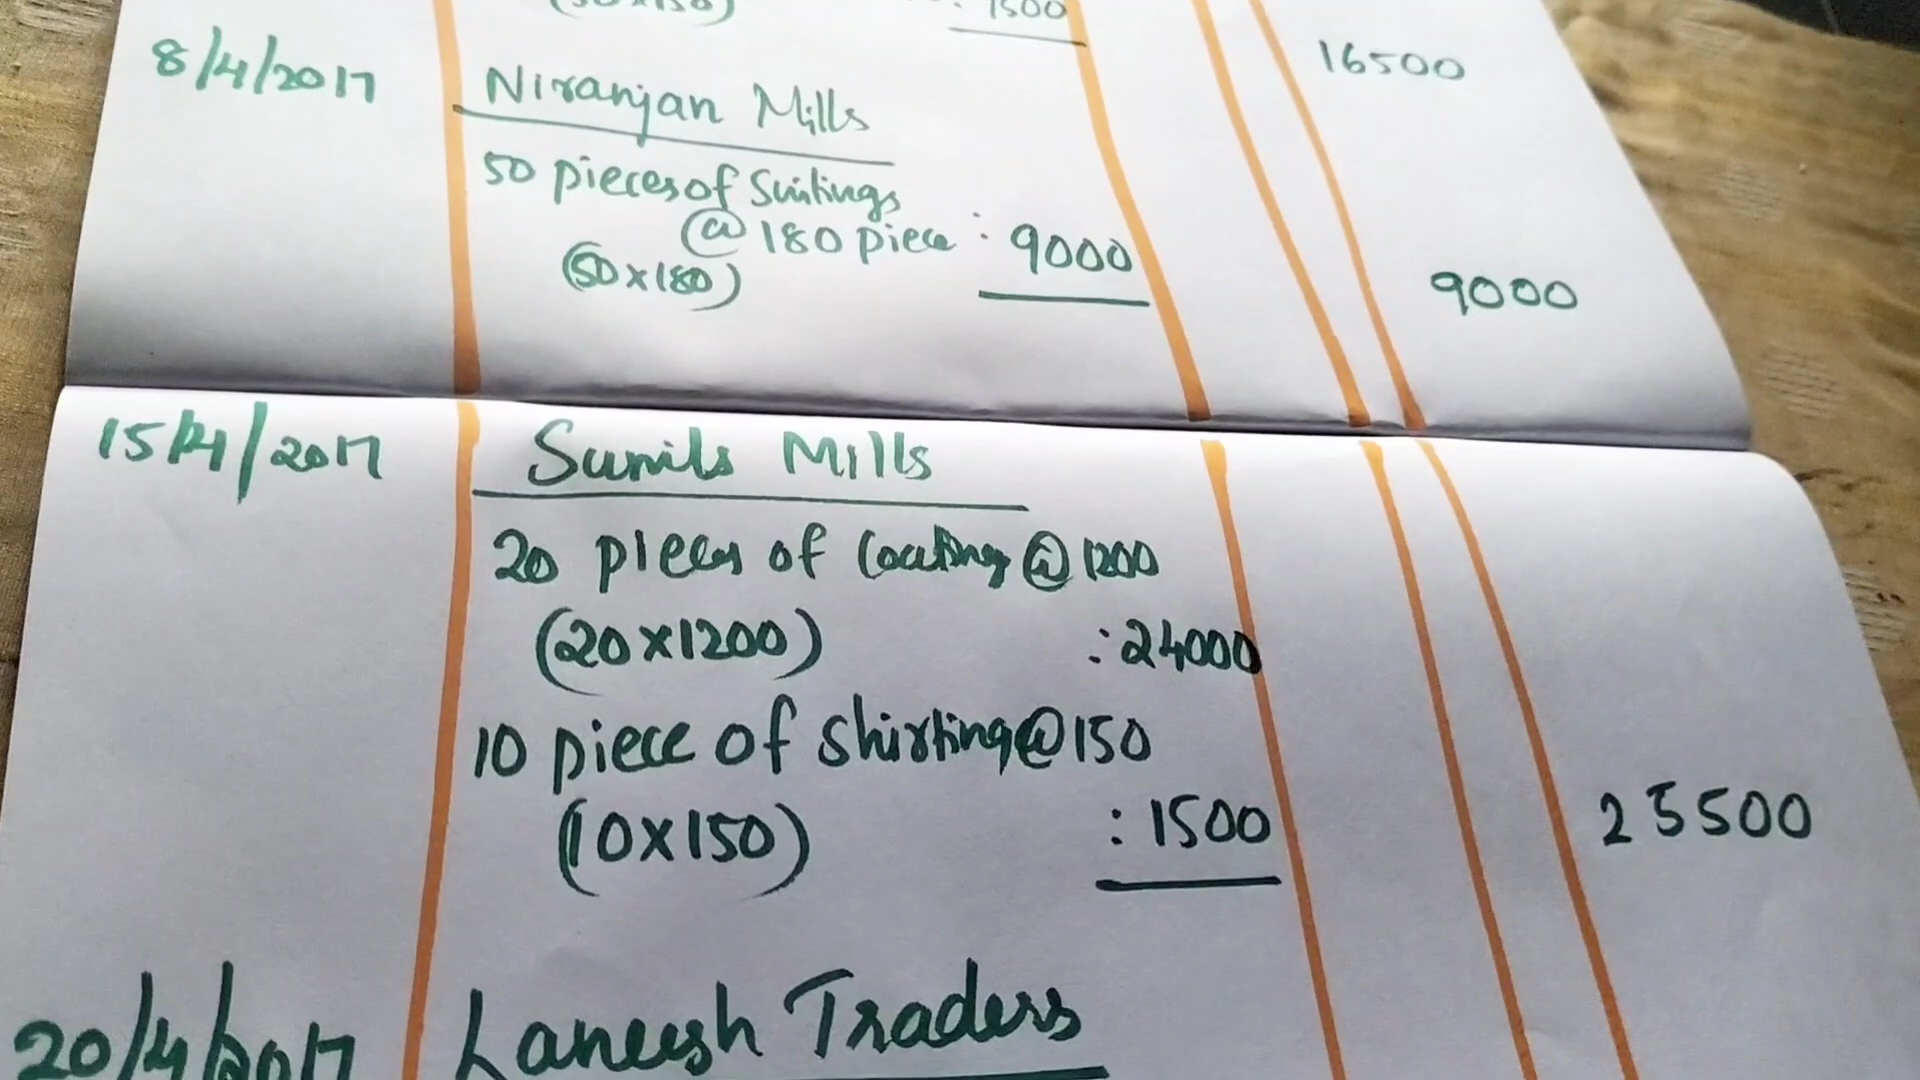 (50x150) : 1500
16500
8/4/2017 Niranjan Mills
50 pieces of Suitings
@ 180 piece : 9000
(50x180) 9000
15/4/2017 Sunils Mills
20 pieces of Coating @ 1200
(20x1200) : 24000
10 piece of shirting @ 150
(10x150) : 1500 25500
20/4/2017 Laneesh Traders